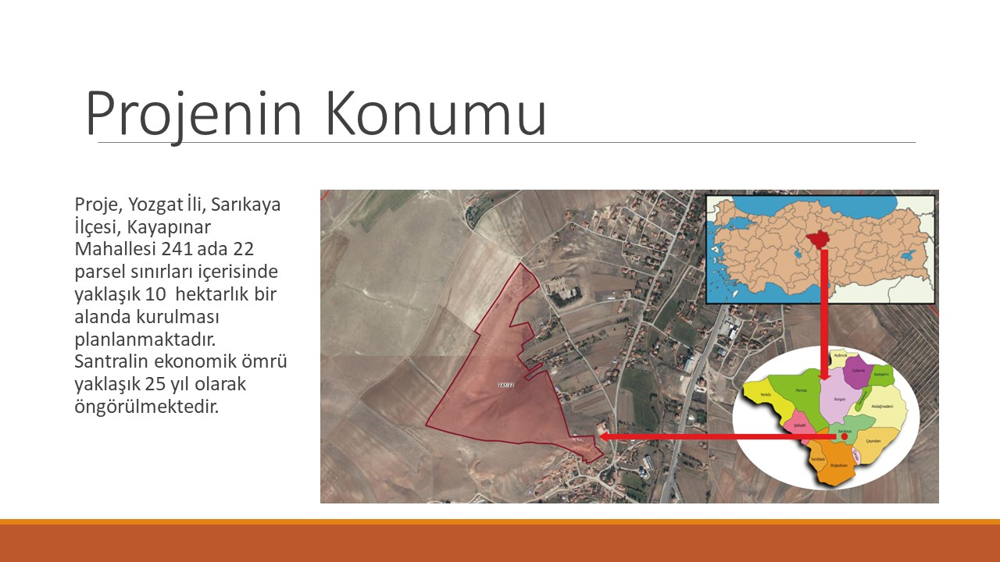 Projenin Konumu
Proje, Yozgat İli, Sarıkaya
İlçesi, Kayapınar
Mahallesi 241 ada 22
parsel sınırları içerisinde
yaklaşık 10  hektarlık bir
alanda kurulması
planlanmaktadır.
Santralin ekonomik ömrü
yaklaşık 25 yıl olarak
öngörülmektedir.
241/22
Aydıncık
Çekerek
Kadışehri
Yerköy
Merkez
Sorgun
Akdağmadeni
Şefaatli
Sarıkaya
Çayıralan
Yenifakılı
Boğazlıyan